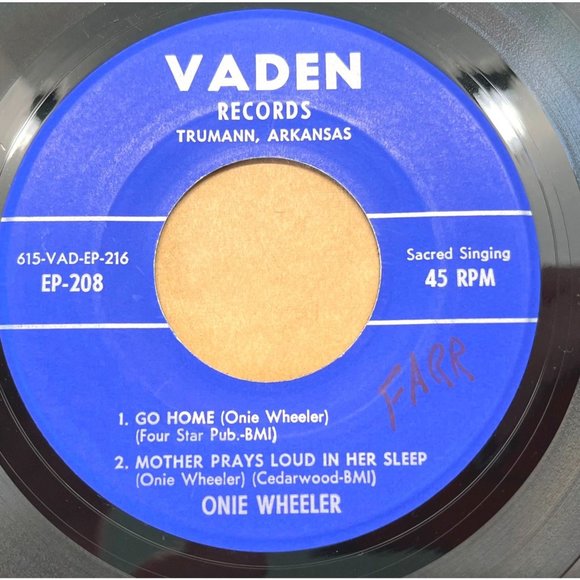 VADEN
RECORDS
TRUMANN, ARKANSAS
615-VAD-EP-216
EP-208
Sacred Singing
45 RPM
FARR
1. GO HOME (Onie Wheeler)
(Four Star Pub.-BMI)
2. MOTHER PRAYS LOUD IN HER SLEEP
(Onie Wheeler) (Cedarwood-BMI)
ONIE WHEELER